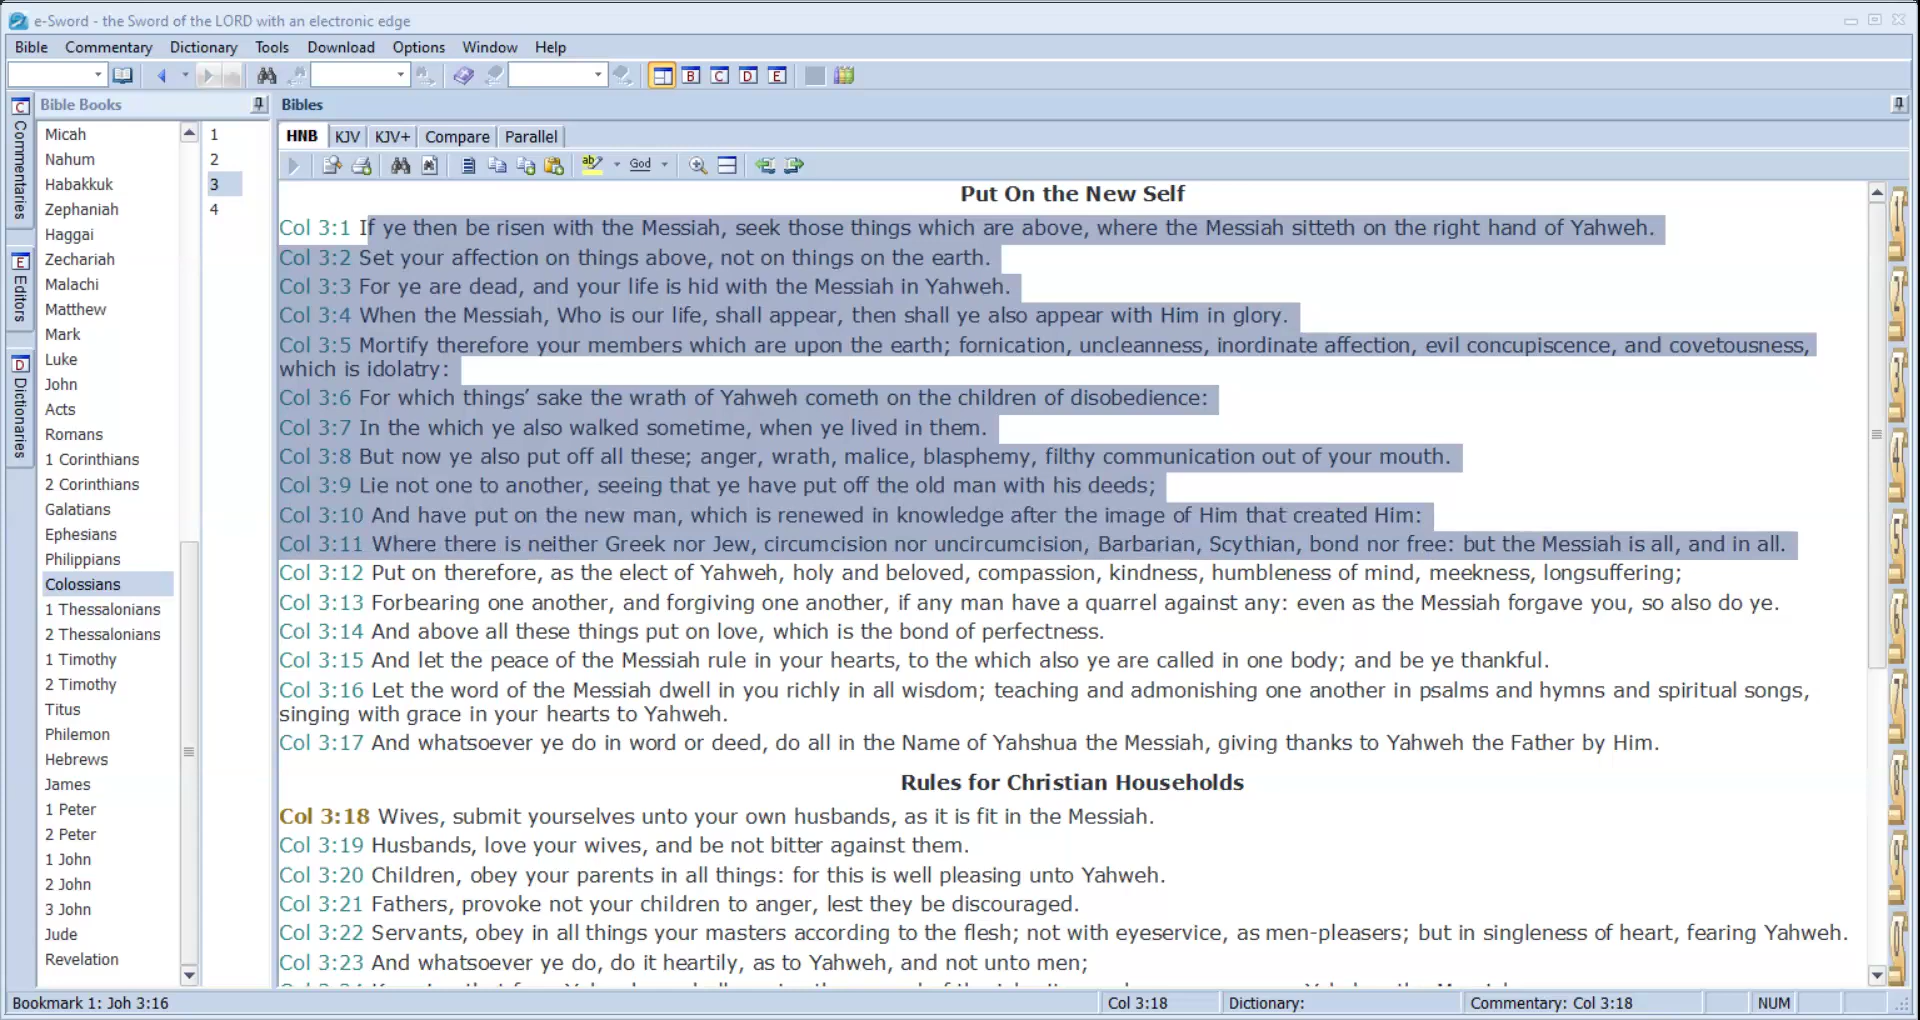 e-Sword - the Sword of the LORD with an electronic edge
Bible Commentary Dictionary Tools Download Options Window Help
B C D E
C Commentaries
E Editors
D Dictionaries
Bible Books
Micah
Nahum
Habakkuk
Zephaniah
Haggai
Zechariah
Malachi
Matthew
Mark
Luke
John
Acts
Romans
1 Corinthians
2 Corinthians
Galatians
Ephesians
Philippians
Colossians
1 Thessalonians
2 Thessalonians
1 Timothy
2 Timothy
Titus
Philemon
Hebrews
James
1 Peter
2 Peter
1 John
2 John
3 John
Jude
Revelation
1
2
3
4
Bibles
HNB KJV KJV+ Compare Parallel
ab God
Put On the New Self
Col 3:1 If ye then be risen with the Messiah, seek those things which are above, where the Messiah sitteth on the right hand of Yahweh.
Col 3:2 Set your affection on things above, not on things on the earth.
Col 3:3 For ye are dead, and your life is hid with the Messiah in Yahweh.
Col 3:4 When the Messiah, Who is our life, shall appear, then shall ye also appear with Him in glory.
Col 3:5 Mortify therefore your members which are upon the earth; fornication, uncleanness, inordinate affection, evil concupiscence, and covetousness,
which is idolatry:
Col 3:6 For which things’ sake the wrath of Yahweh cometh on the children of disobedience:
Col 3:7 In the which ye also walked sometime, when ye lived in them.
Col 3:8 But now ye also put off all these; anger, wrath, malice, blasphemy, filthy communication out of your mouth.
Col 3:9 Lie not one to another, seeing that ye have put off the old man with his deeds;
Col 3:10 And have put on the new man, which is renewed in knowledge after the image of Him that created Him:
Col 3:11 Where there is neither Greek nor Jew, circumcision nor uncircumcision, Barbarian, Scythian, bond nor free: but the Messiah is all, and in all.
Col 3:12 Put on therefore, as the elect of Yahweh, holy and beloved, compassion, kindness, humbleness of mind, meekness, longsuffering;
Col 3:13 Forbearing one another, and forgiving one another, if any man have a quarrel against any: even as the Messiah forgave you, so also do ye.
Col 3:14 And above all these things put on love, which is the bond of perfectness.
Col 3:15 And let the peace of the Messiah rule in your hearts, to the which also ye are called in one body; and be ye thankful.
Col 3:16 Let the word of the Messiah dwell in you richly in all wisdom; teaching and admonishing one another in psalms and hymns and spiritual songs,
singing with grace in your hearts to Yahweh.
Col 3:17 And whatsoever ye do in word or deed, do all in the Name of Yahshua the Messiah, giving thanks to Yahweh the Father by Him.
Rules for Christian Households
Col 3:18 Wives, submit yourselves unto your own husbands, as it is fit in the Messiah.
Col 3:19 Husbands, love your wives, and be not bitter against them.
Col 3:20 Children, obey your parents in all things: for this is well pleasing unto Yahweh.
Col 3:21 Fathers, provoke not your children to anger, lest they be discouraged.
Col 3:22 Servants, obey in all things your masters according to the flesh; not with eyeservice, as men-pleasers; but in singleness of heart, fearing Yahweh.
Col 3:23 And whatsoever ye do, do it heartily, as to Yahweh, and not unto men;
1
2
3
4
5
6
7
8
9
0
Bookmark 1: Joh 3:16
Col 3:18
Dictionary:
Commentary: Col 3:18
NUM